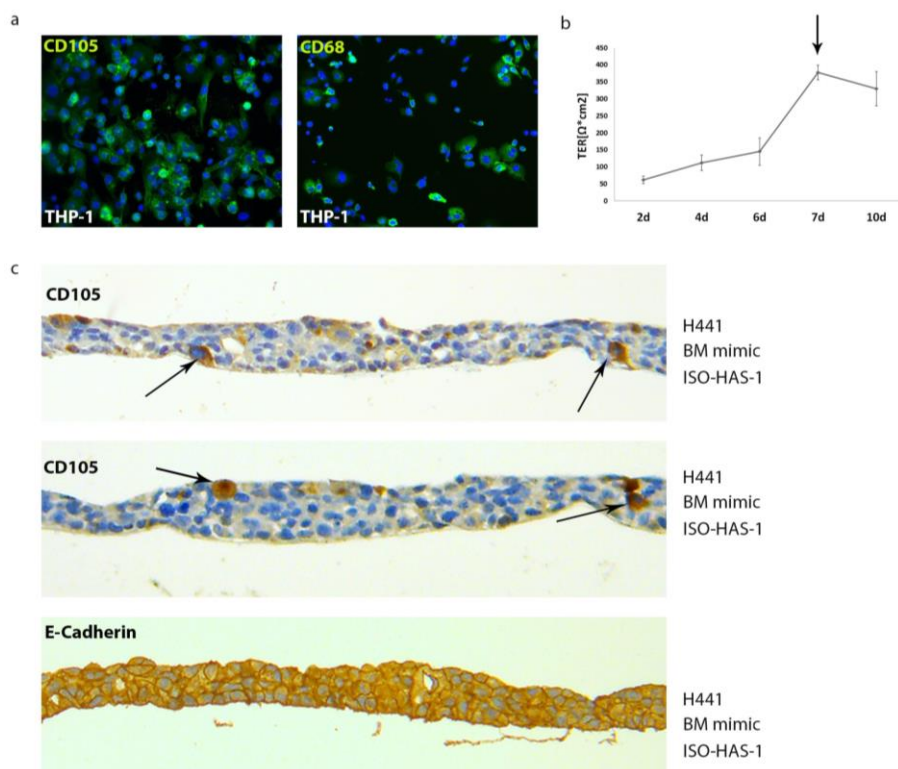 a
CD105
THP-1
CD68
THP-1
b
TER[Ω*cm2]
450
400
350
300
250
200
150
100
50
0
2d
4d
6d
7d
10d
c
CD105
H441
BM mimic
ISO-HAS-1
CD105
H441
BM mimic
ISO-HAS-1
E-Cadherin
H441
BM mimic
ISO-HAS-1